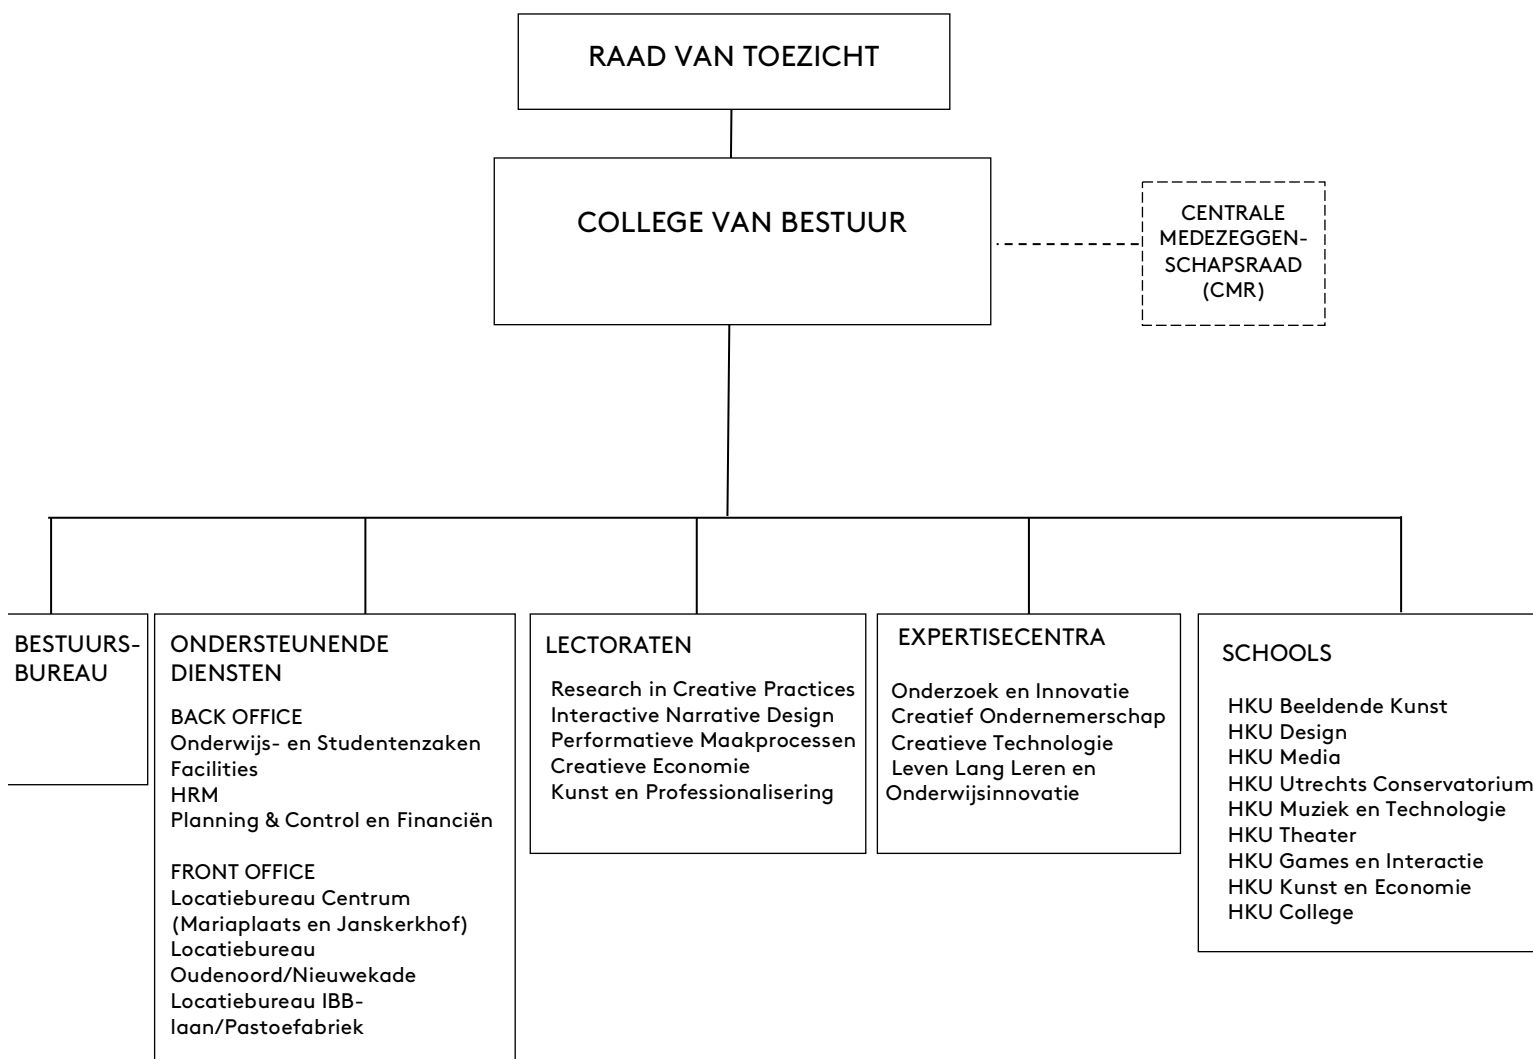 RAAD VAN TOEZICHT
COLLEGE VAN BESTUUR
CENTRALE
MEDEZEGGEN-
SCHAPSRAAD
(CMR)
BESTUURS-
BUREAU
ONDERSTEUNENDE
DIENSTEN
BACK OFFICE
Onderwijs- en Studentenzaken
Facilities
HRM
Planning & Control en Financiën
FRONT OFFICE
Locatiebureau Centrum
(Mariaplaats en Janskerkhof)
Locatiebureau
Oudenoord/Nieuwekade
Locatiebureau IBB-
laan/Pastoefabriek
LECTORATEN
Research in Creative Practices
Interactive Narrative Design
Performatieve Maakprocessen
Creatieve Economie
Kunst en Professionalisering
EXPERTISECENTRA
Onderzoek en Innovatie
Creatief Ondernemerschap
Creatieve Technologie
Leven Lang Leren en
Onderwijsinnovatie
SCHOOLS
HKU Beeldende Kunst
HKU Design
HKU Media
HKU Utrechts Conservatorium
HKU Muziek en Technologie
HKU Theater
HKU Games en Interactie
HKU Kunst en Economie
HKU College